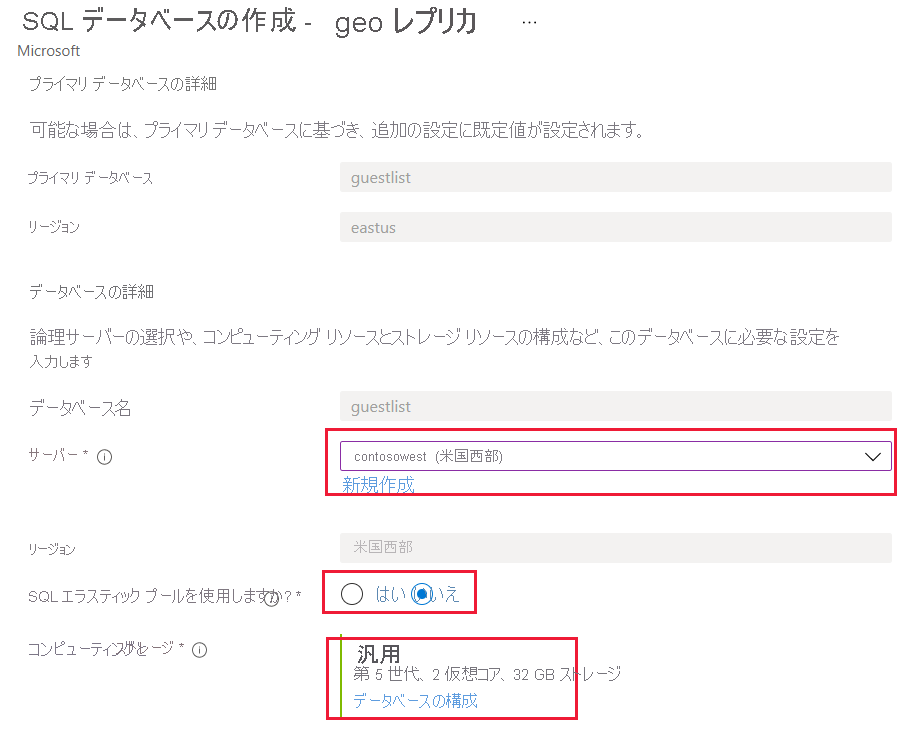 SQL データベースの作成 - geo レプリカ ...
Microsoft
プライマリ データベースの詳細
可能な場合は、プライマリ データベースに基づき、追加の設定に既定値が設定されます。
プライマリ データベース guestlist
リージョン eastus
データベースの詳細
論理サーバーの選択や、コンピューティング リソースとストレージ リソースの構成など、このデータベースに必要な設定を
入力します
データベース名 guestlist
サーバー * contosowest (米国西部)
新規作成
リージョン 米国西部
SQL エラスティック プールを使用しますか? * はい いいえ
コンピューティングとストレージ * 汎用
第 5 世代、2 仮想コア、32 GB ストレージ
データベースの構成